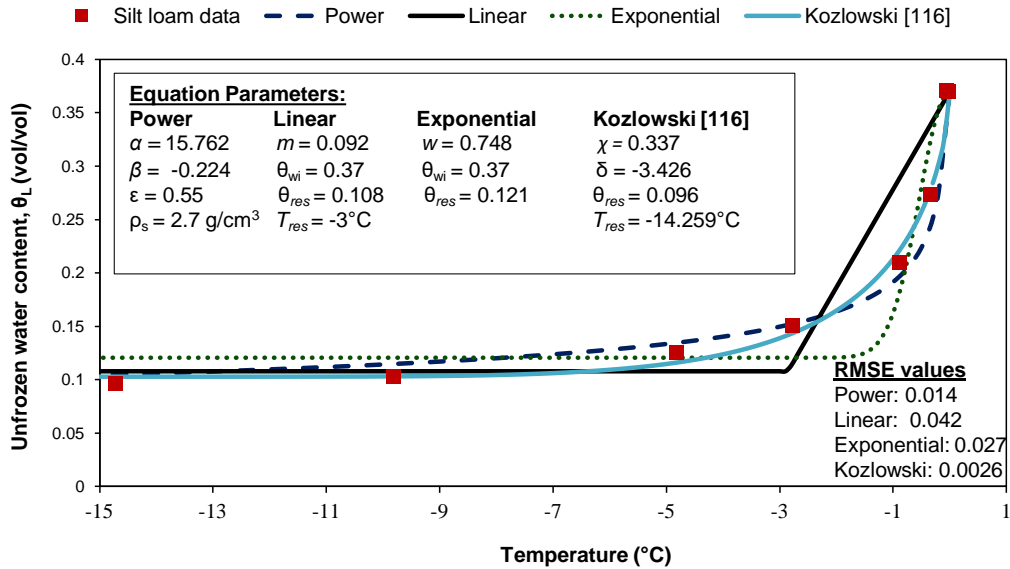 Silt loam data Power Linear Exponential Kozlowski [116]
Unfrozen water content, θL (vol/vol)
0.4
0.35
0.3
0.25
0.2
0.15
0.1
0.05
0
Equation Parameters:
Power Linear Exponential Kozlowski [116]
α = 15.762 m = 0.092 w = 0.748 χ = 0.337
β = -0.224 θwi = 0.37 θwi = 0.37 δ = -3.426
ε = 0.55 θres = 0.108 θres = 0.121 θres = 0.096
ρs = 2.7 g/cm³ Tres = -3°C Tres = -14.259°C
RMSE values
Power: 0.014
Linear: 0.042
Exponential: 0.027
Kozlowski: 0.0026
-15 -13 -11 -9 -7 -5 -3 -1 1
Temperature (°C)